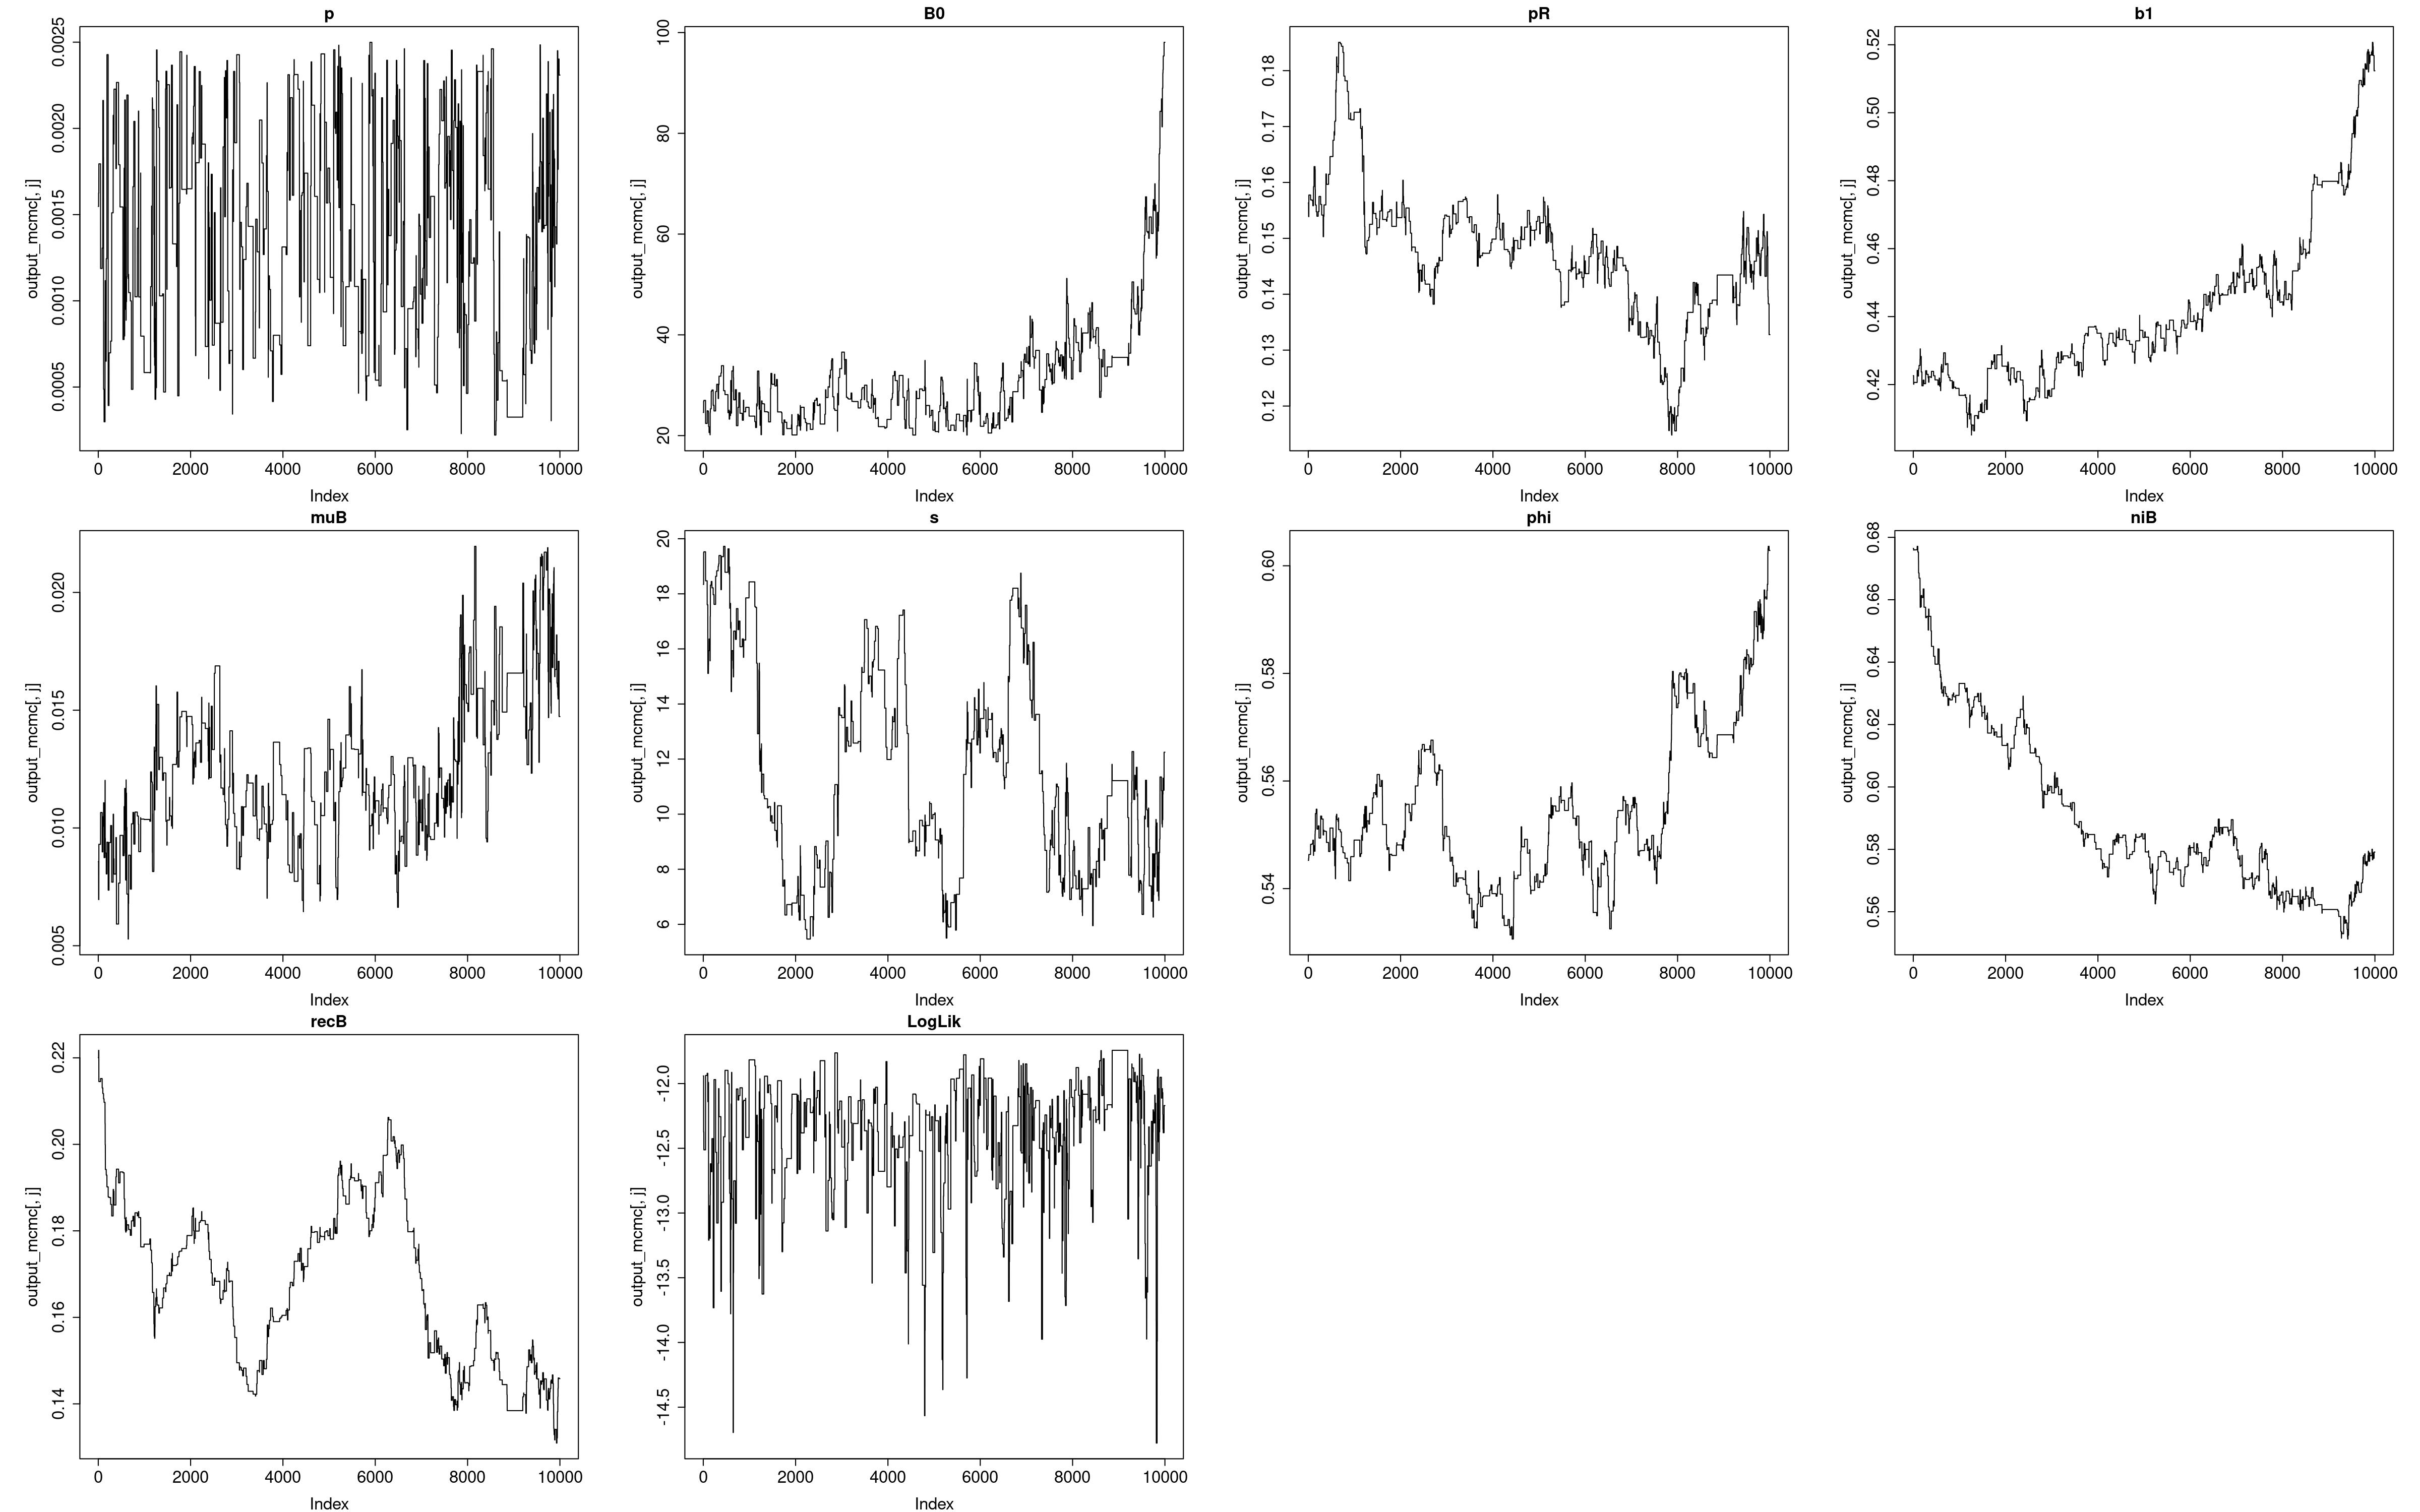 p
B0
pR
b1
output_mcmc[, j]
0.0005 0.0010 0.0015 0.0020 0.0025
0 2000 4000 6000 8000 10000
Index
output_mcmc[, j]
20 40 60 80 100
0 2000 4000 6000 8000 10000
Index
output_mcmc[, j]
0.12 0.13 0.14 0.15 0.16 0.17 0.18
0 2000 4000 6000 8000 10000
Index
output_mcmc[, j]
0.42 0.44 0.46 0.48 0.50 0.52
0 2000 4000 6000 8000 10000
Index
muB
s
phi
niB
output_mcmc[, j]
0.005 0.010 0.015 0.020
0 2000 4000 6000 8000 10000
Index
output_mcmc[, j]
6 8 10 12 14 16 18 20
0 2000 4000 6000 8000 10000
Index
output_mcmc[, j]
0.54 0.56 0.58 0.60
0 2000 4000 6000 8000 10000
Index
output_mcmc[, j]
0.56 0.58 0.60 0.62 0.64 0.66 0.68
0 2000 4000 6000 8000 10000
Index
recB
LogLik
output_mcmc[, j]
0.14 0.16 0.18 0.20 0.22
0 2000 4000 6000 8000 10000
Index
output_mcmc[, j]
-14.5 -14.0 -13.5 -13.0 -12.5 -12.0
0 2000 4000 6000 8000 10000
Index